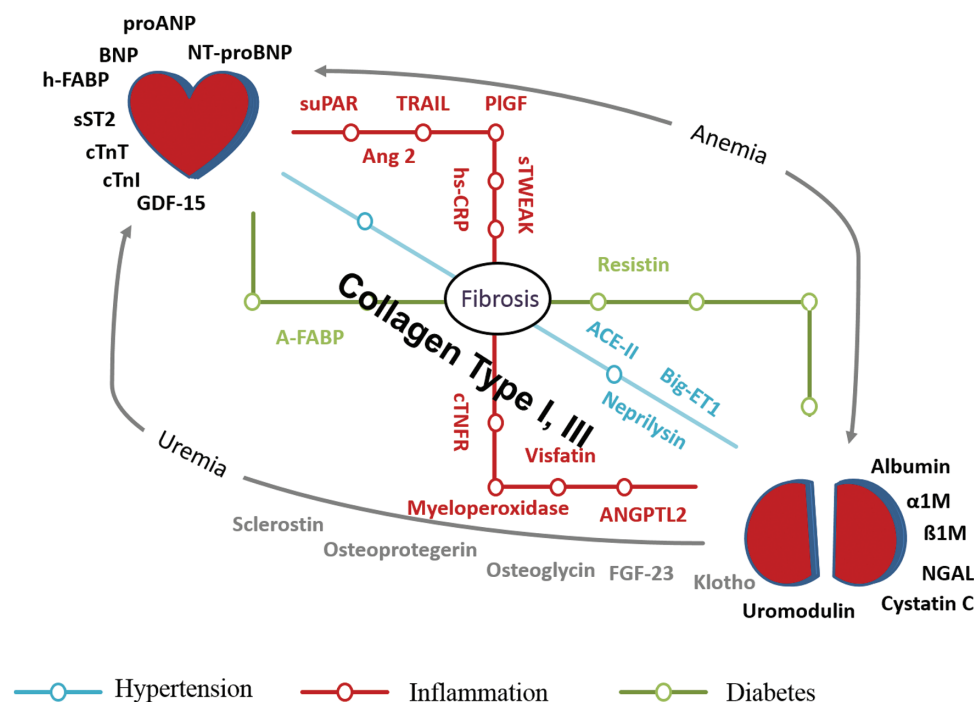 proANP
BNP
NT-proBNP
h-FABP
sST2
cTnT
cTnI
GDF-15
suPAR
TRAIL
PlGF
Ang 2
hs-CRP
sTWEAK
Anemia
Fibrosis
Resistin
A-FABP
Collagen Type I, III
ACE-II
Big-ET1
Neprilysin
cTNFR
Visfatin
Myeloperoxidase
ANGPTL2
Uremia
Sclerostin
Osteoprotegerin
Osteoglycin
FGF-23
Klotho
Albumin
α1M
ß1M
NGAL
Cystatin C
Uromodulin
Hypertension
Inflammation
Diabetes